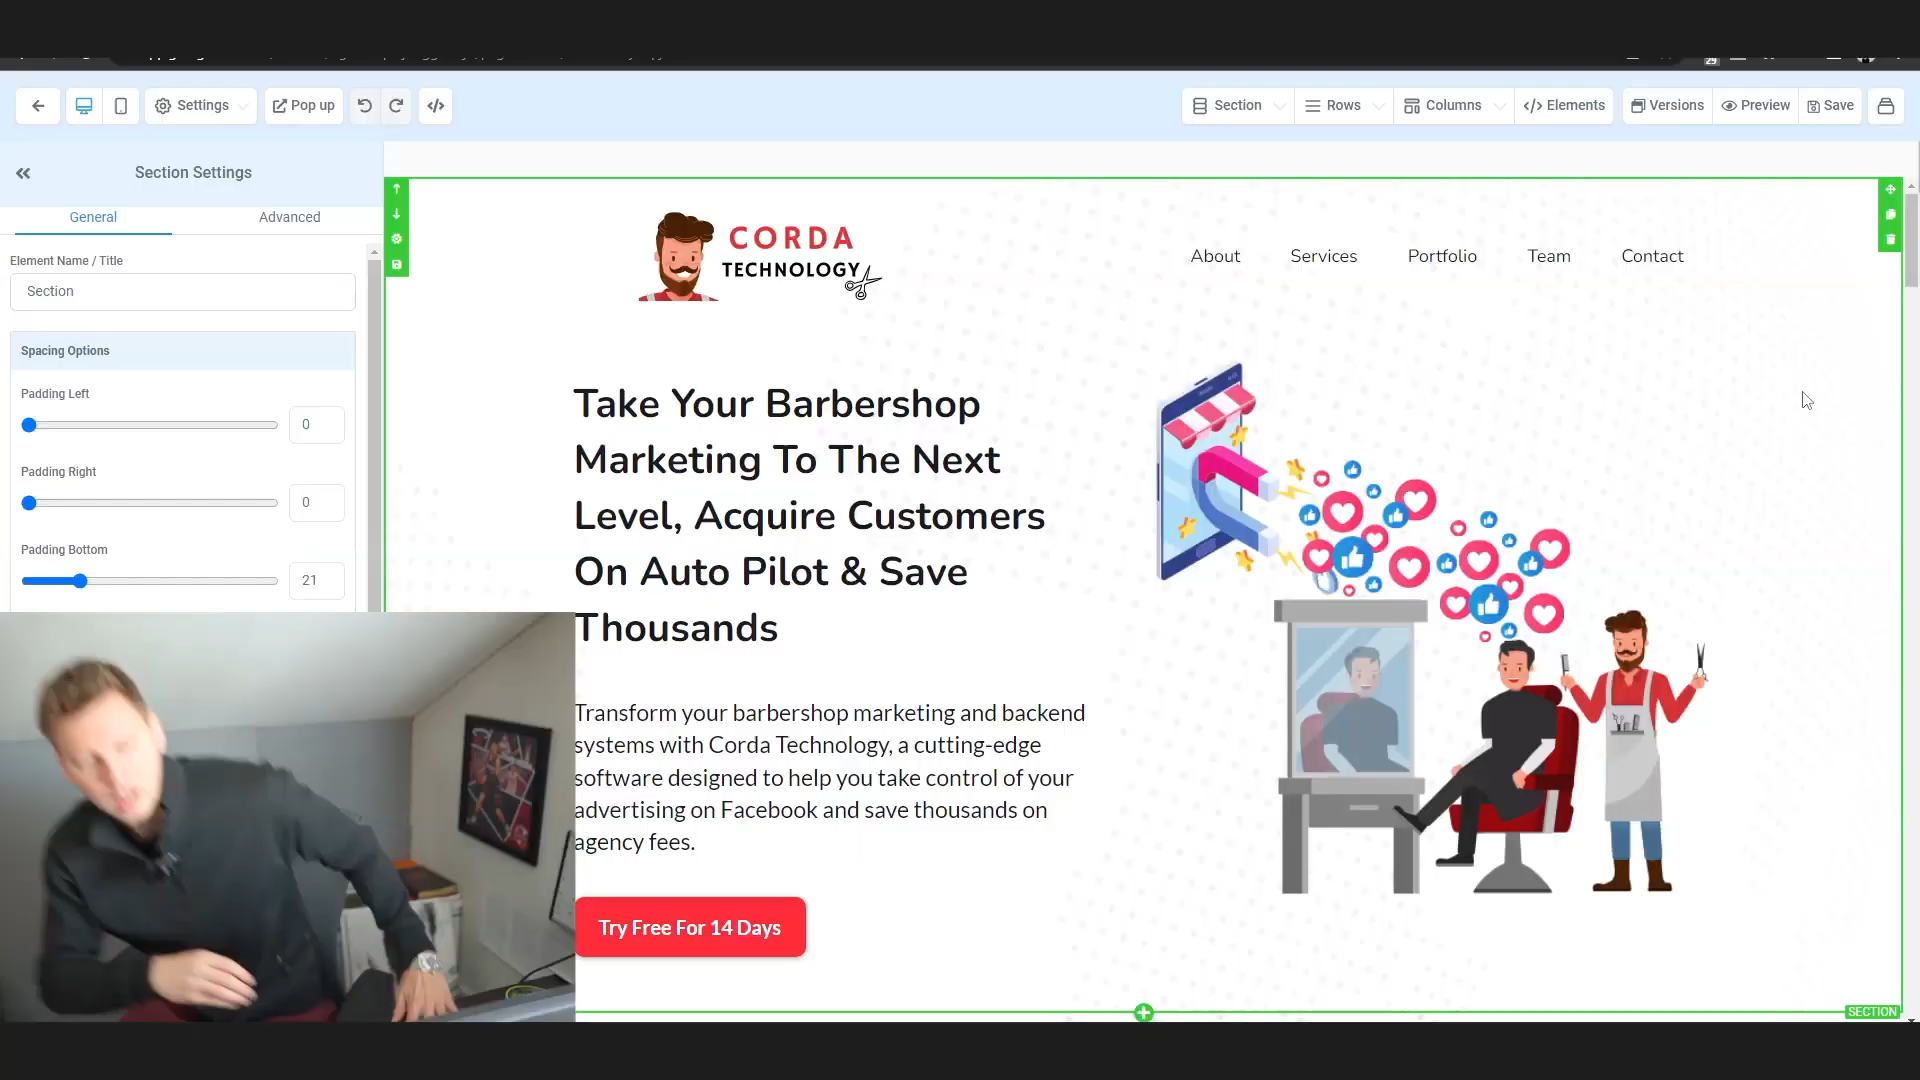 29
Settings
Pop up
Section
Rows
Columns
Elements
Versions
Preview
Save
Section Settings
General
Advanced
Element Name / Title
Section
Spacing Options
Padding Left
0
Padding Right
0
Padding Bottom
21
CORDA
TECHNOLOGY
About
Services
Portfolio
Team
Contact
Take Your Barbershop
Marketing To The Next
Level, Acquire Customers
On Auto Pilot & Save
Thousands
Transform your barbershop marketing and backend
systems with Corda Technology, a cutting-edge
software designed to help you take control of your
advertising on Facebook and save thousands on
agency fees.
Try Free For 14 Days
SECTION